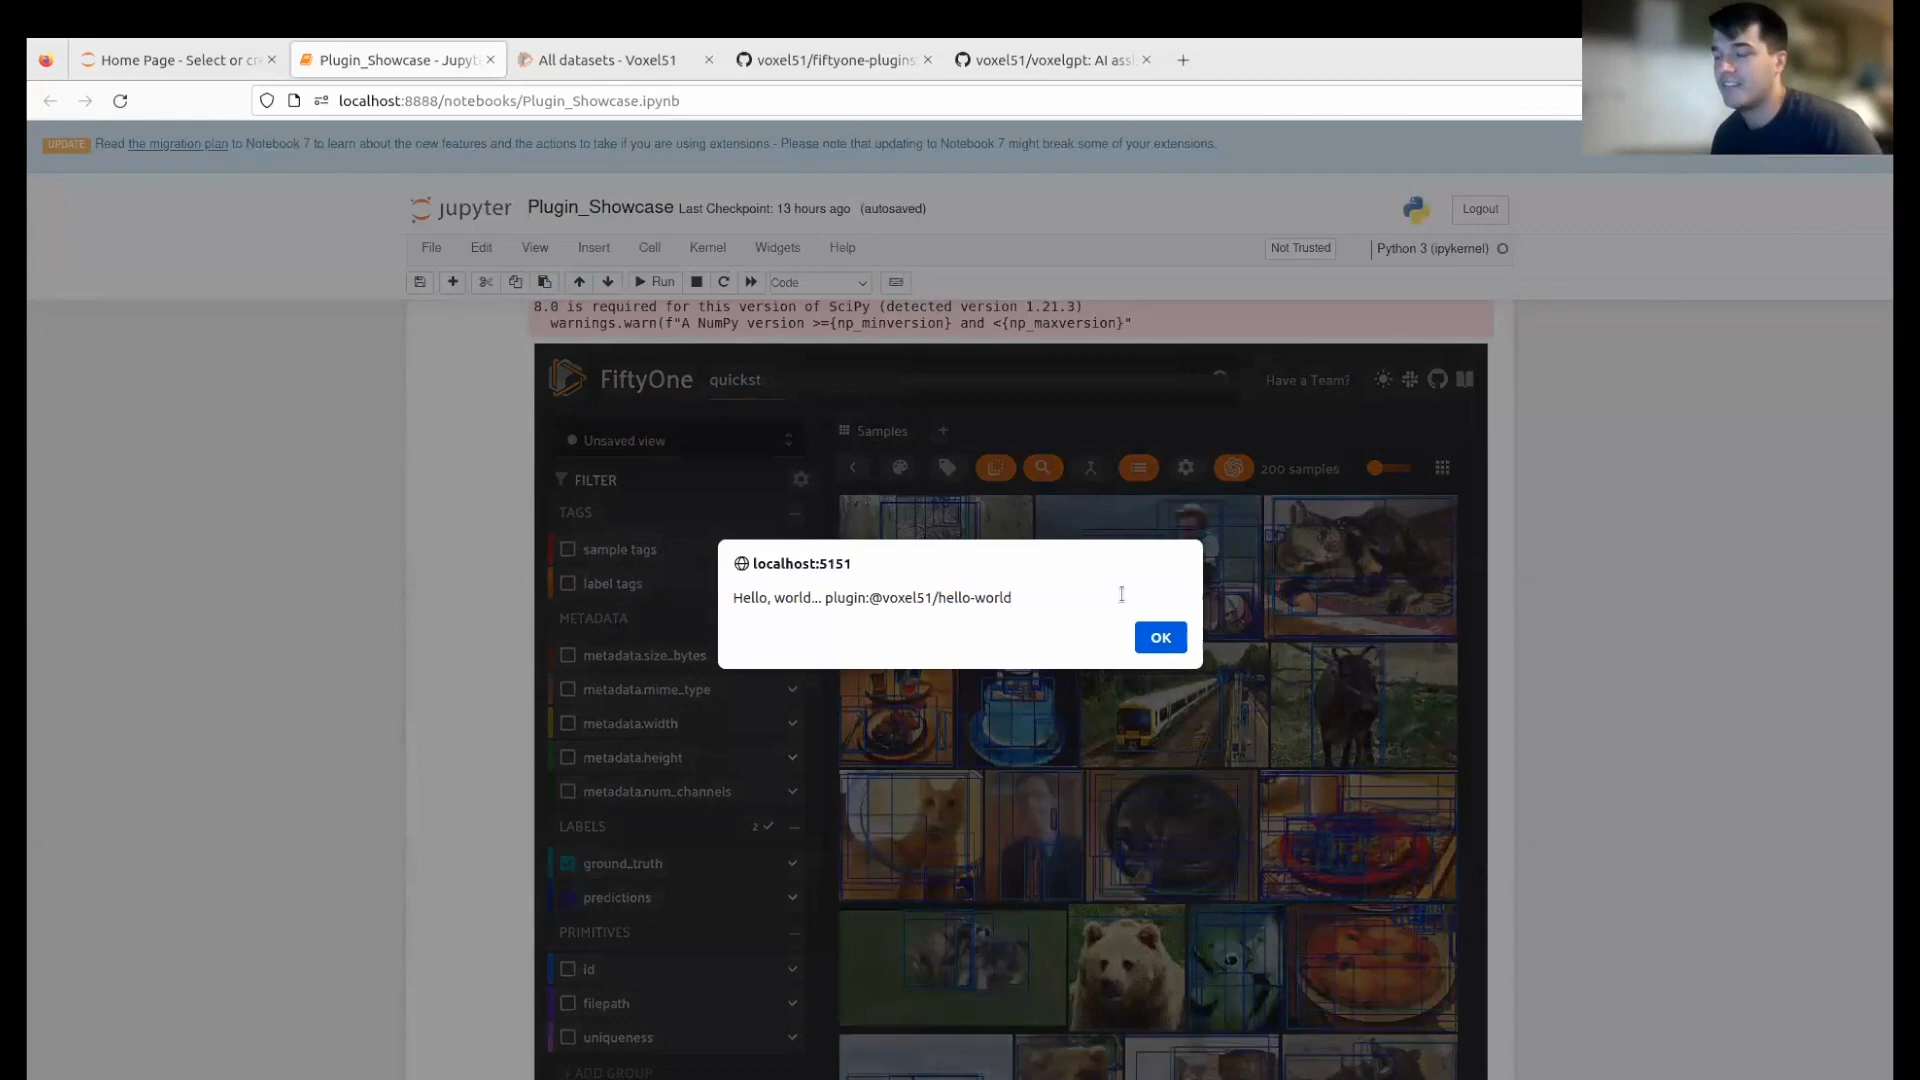 Home Page - Select or cr
Plugin_Showcase - Jupyt
All datasets - Voxel51
voxel51/fiftyone-plugins
voxel51/voxelgpt: AI assi
localhost:8888/notebooks/Plugin_Showcase.ipynb
UPDATE Read the migration plan to Notebook 7 to learn about the new features and the actions to take if you are using extensions - Please note that updating to Notebook 7 might break some of your extensions.
jupyter Plugin_Showcase Last Checkpoint: 13 hours ago (autosaved)
Logout
File Edit View Insert Cell Kernel Widgets Help
Not Trusted
Python 3 (ipykernel)
Run
Code
8.0 is required for this version of SciPy (detected version 1.21.3)
warnings.warn(f"A NumPy version >={np_minversion} and <{np_maxversion}"
FiftyOne quickst
Have a Team?
Unsaved view
Samples +
FILTER
200 samples
TAGS
sample tags
label tags
localhost:5151
Hello, world... plugin:@voxel51/hello-world
OK
METADATA
metadata.size_bytes
metadata.mime_type
metadata.width
metadata.height
metadata.num_channels
LABELS 2
ground_truth
predictions
PRIMITIVES
id
filepath
uniqueness
+ ADD GROUP